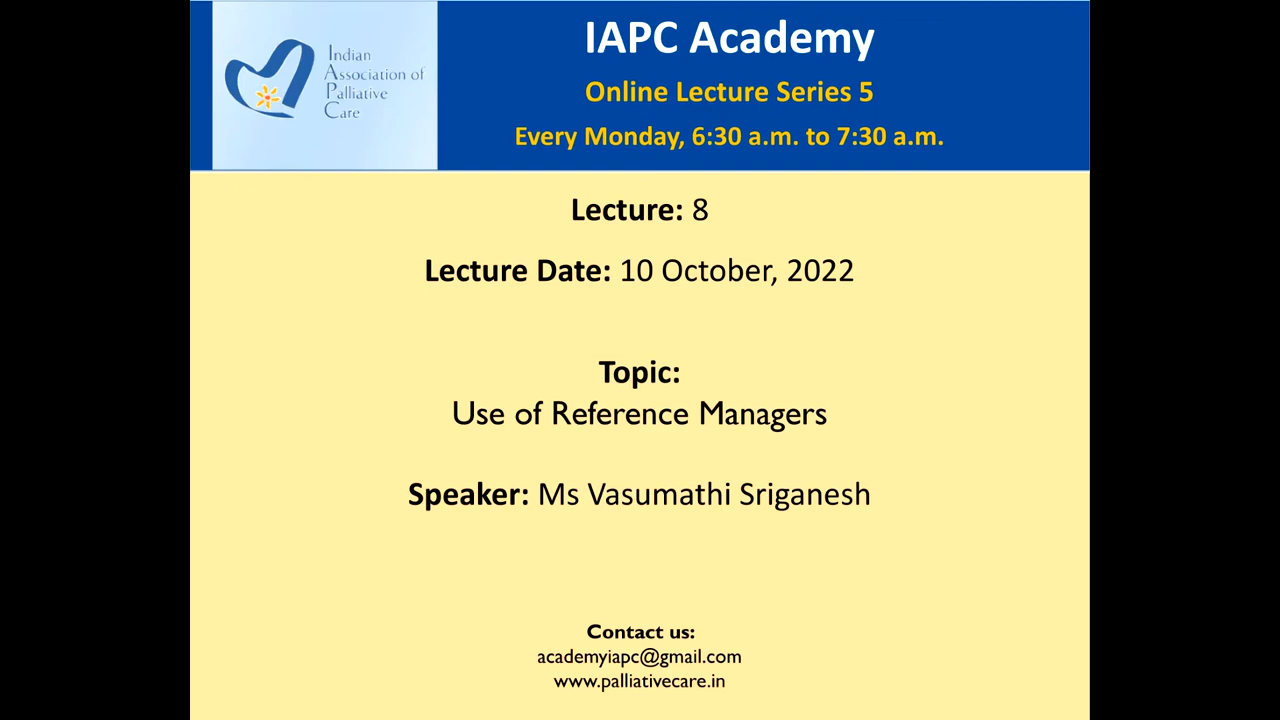 Indian
Association of
Palliative
Care
IAPC Academy
Online Lecture Series 5
Every Monday, 6:30 a.m. to 7:30 a.m.
Lecture: 8
Lecture Date: 10 October, 2022
Topic:
Use of Reference Managers
Speaker: Ms Vasumathi Sriganesh
Contact us:
academyiapc@gmail.com
www.palliativecare.in